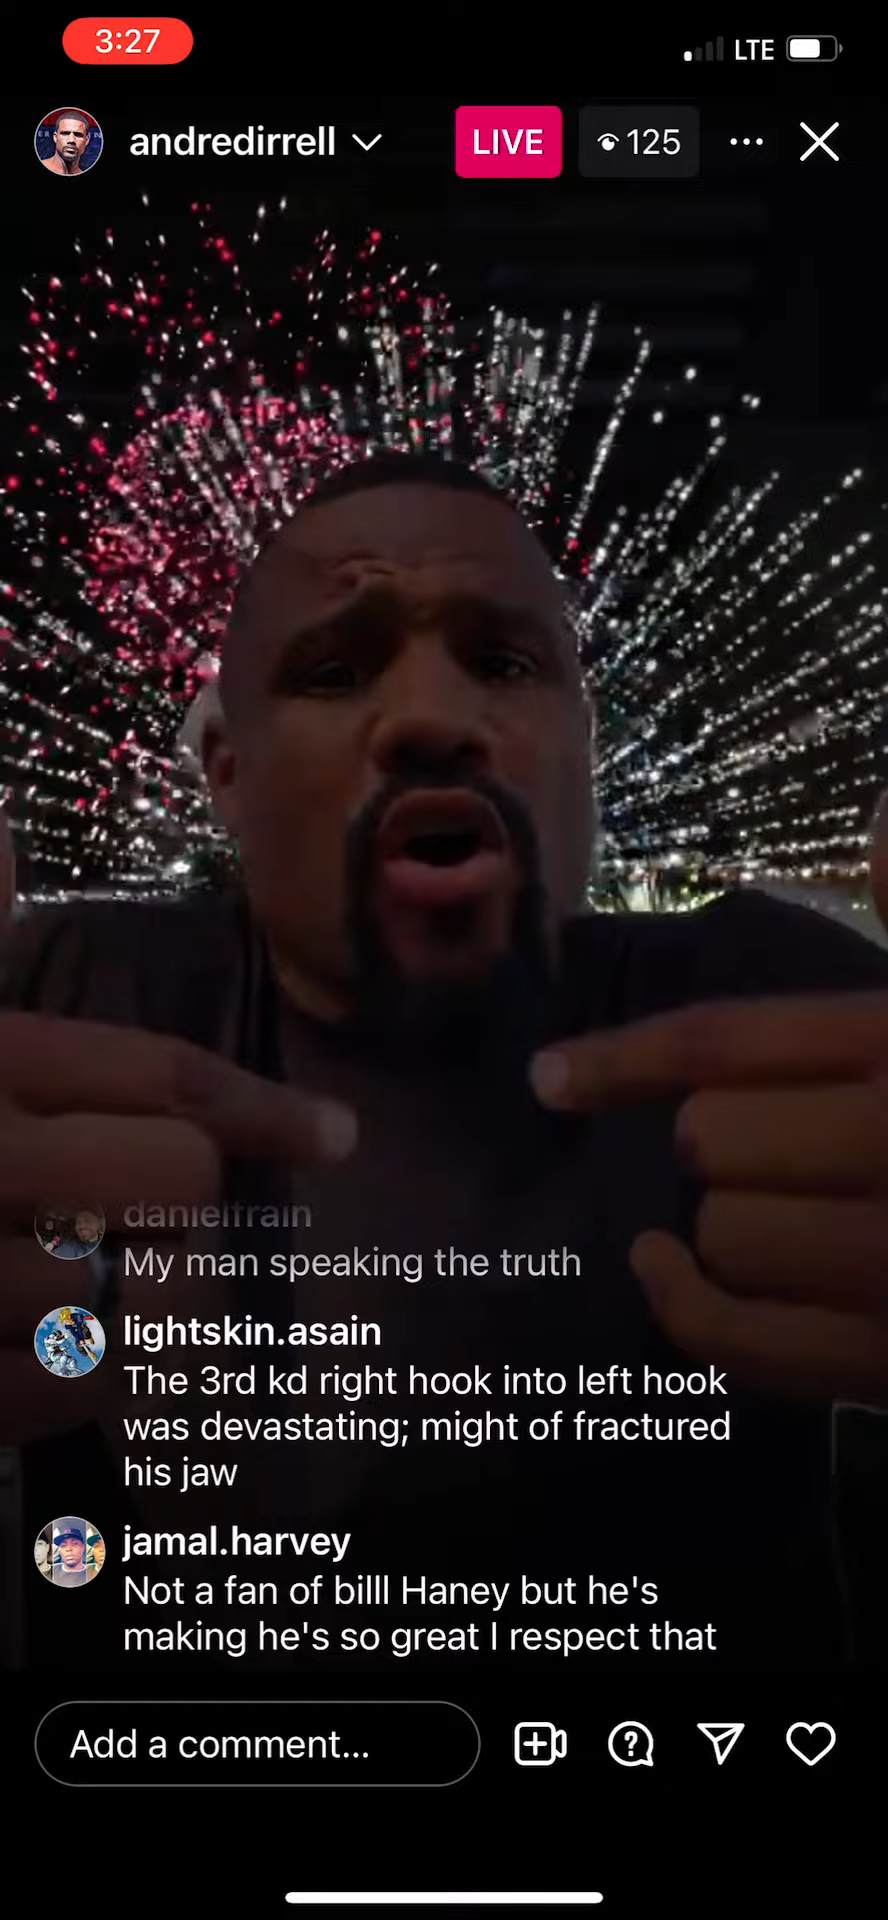 3:27
LTE
andredirrell
LIVE
125
danielfrain
My man speaking the truth
lightskin.asain
The 3rd kd right hook into left hook
was devastating; might of fractured
his jaw
jamal.harvey
Not a fan of billl Haney but he's
making he's so great I respect that
Add a comment...